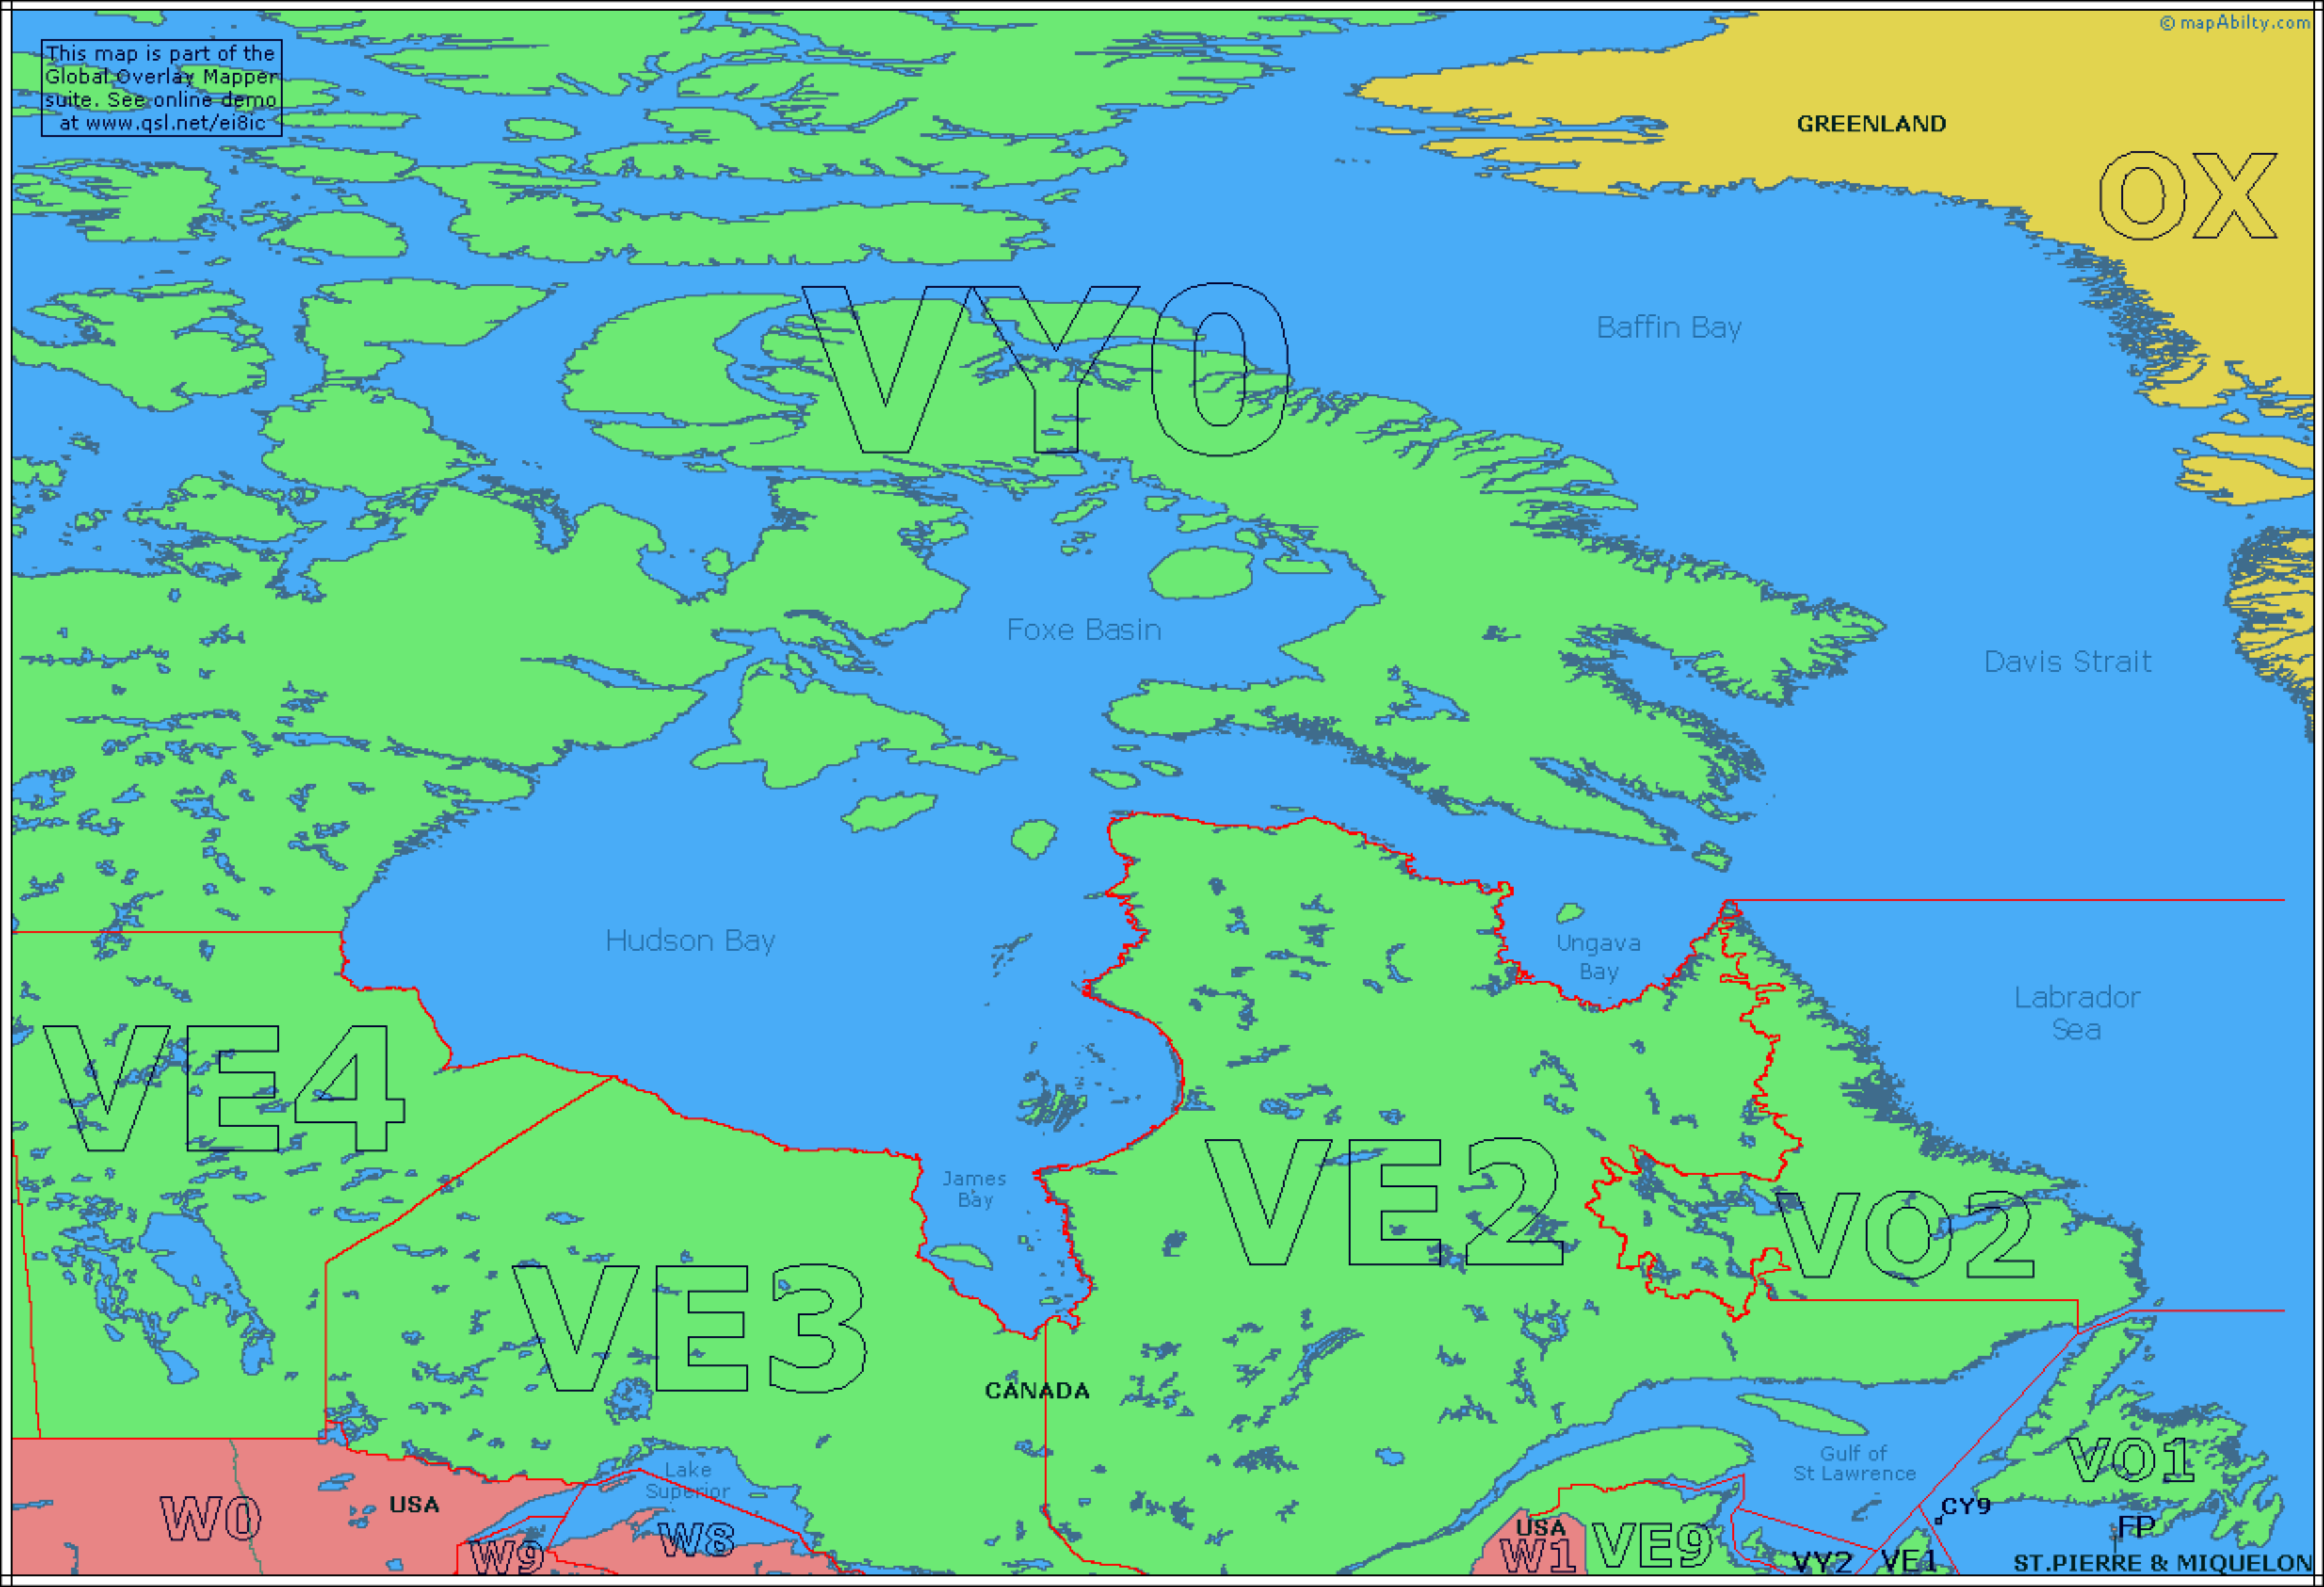 © mapAbilty.com
This map is part of the
Global Overlay Mapper
suite. See online demo
at www.qsl.net/ei8ic
GREENLAND
OX
VY0
Baffin Bay
Foxe Basin
Davis Strait
Hudson Bay
Ungava
Bay
Labrador
Sea
VE4
James
Bay
VE2
VO2
VE3
CANADA
Gulf of
St Lawrence
VO1
Lake
Superior
W0
USA
W9
W8
USA
W1
VE9
VY2
VE1
CY9
FP
ST.PIERRE & MIQUELON